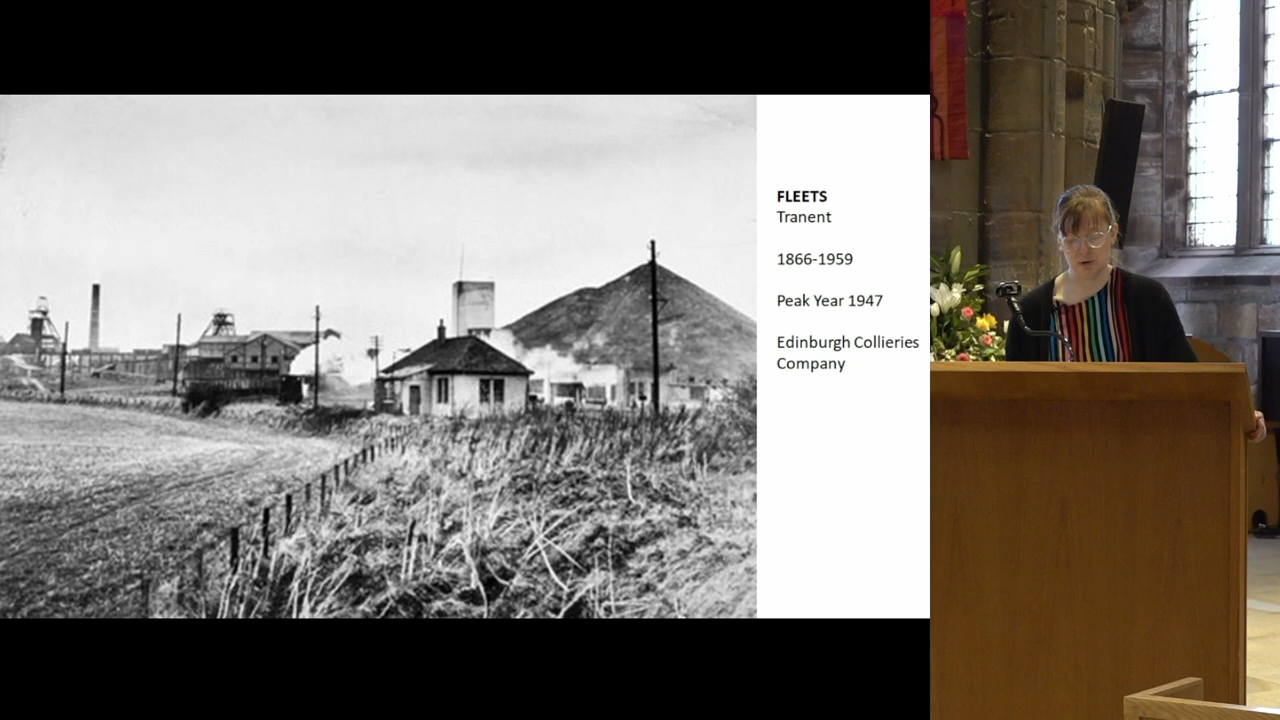 FLEETS
Tranent
1866-1959
Peak Year 1947
Edinburgh Collieries
Company